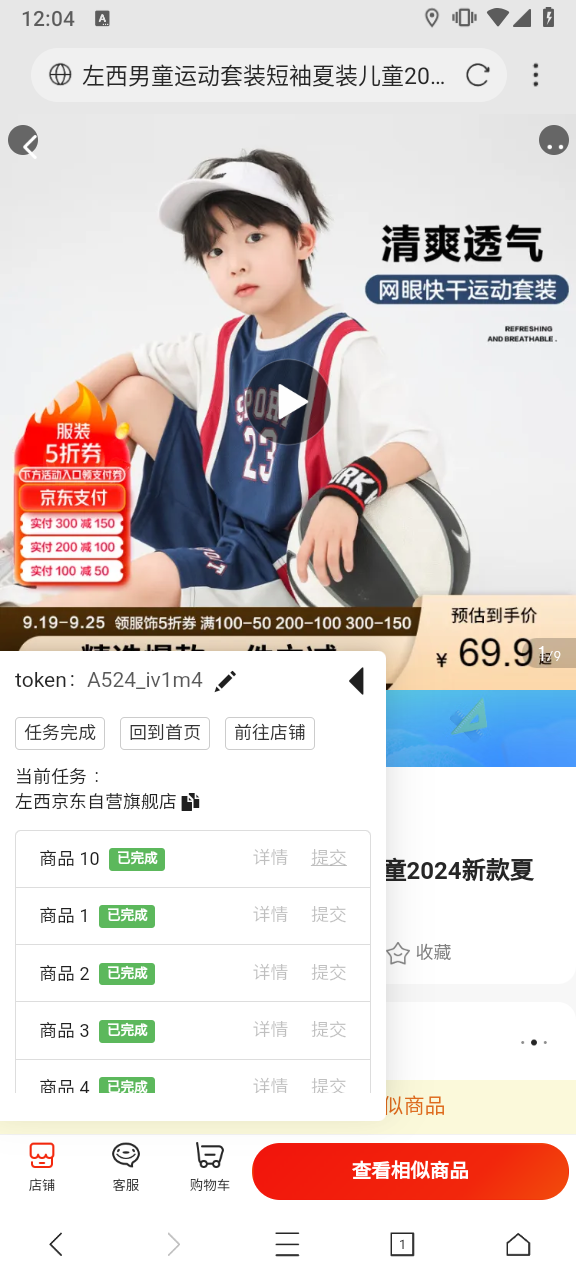 12:04
A
左西男童运动套装短袖夏装儿童20...
清爽透气
网眼快干运动套装
REFRESHING
AND BREATHABLE .
SPORT
23
服装
5折券
下方活动入口领支付券
京东支付
实付 300 减 150
实付 200 减 100
实付 100 减 50
9.19-9.25 领服饰5折券 满100-50 200-100 300-150
预估到手价
¥ 69.9起
1/9
token： A524_iv1m4
任务完成 回到首页 前往店铺
当前任务：
左西京东自营旗舰店
商品 10 已完成 详情 提交
商品 1 已完成 详情 提交
商品 2 已完成 详情 提交
商品 3 已完成 详情 提交
商品 4 已完成 详情 提交
童2024新款夏
收藏
似商品
店铺 客服 购物车 查看相似商品
1